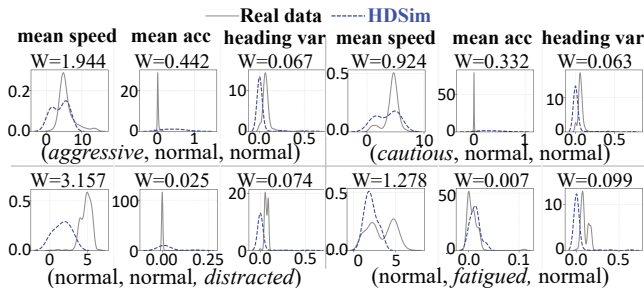 Real data HDSim
mean speed mean acc heading var mean speed mean acc heading var
W=1.944 W=0.442 W=0.067 W=0.924 W=0.332 W=0.063
0.2 0.0 0 10
20 0 0 1
10 0 0.0 0.5
0.5 0.0 0 10
25 0 0 1
10 0 0.0 0.5
(aggressive, normal, normal) (cautious, normal, normal)
W=3.157 W=0.025 W=0.074 W=1.278 W=0.007 W=0.099
0.5 0.0 0 5
100 0 0.00 0.25
20 10 0 0.0 0.5
0.50 0.25 0.00 0 5
40 20 0 0.0 0.1
10 0 0.0 0.5
(normal, normal, distracted) (normal, fatigued, normal)